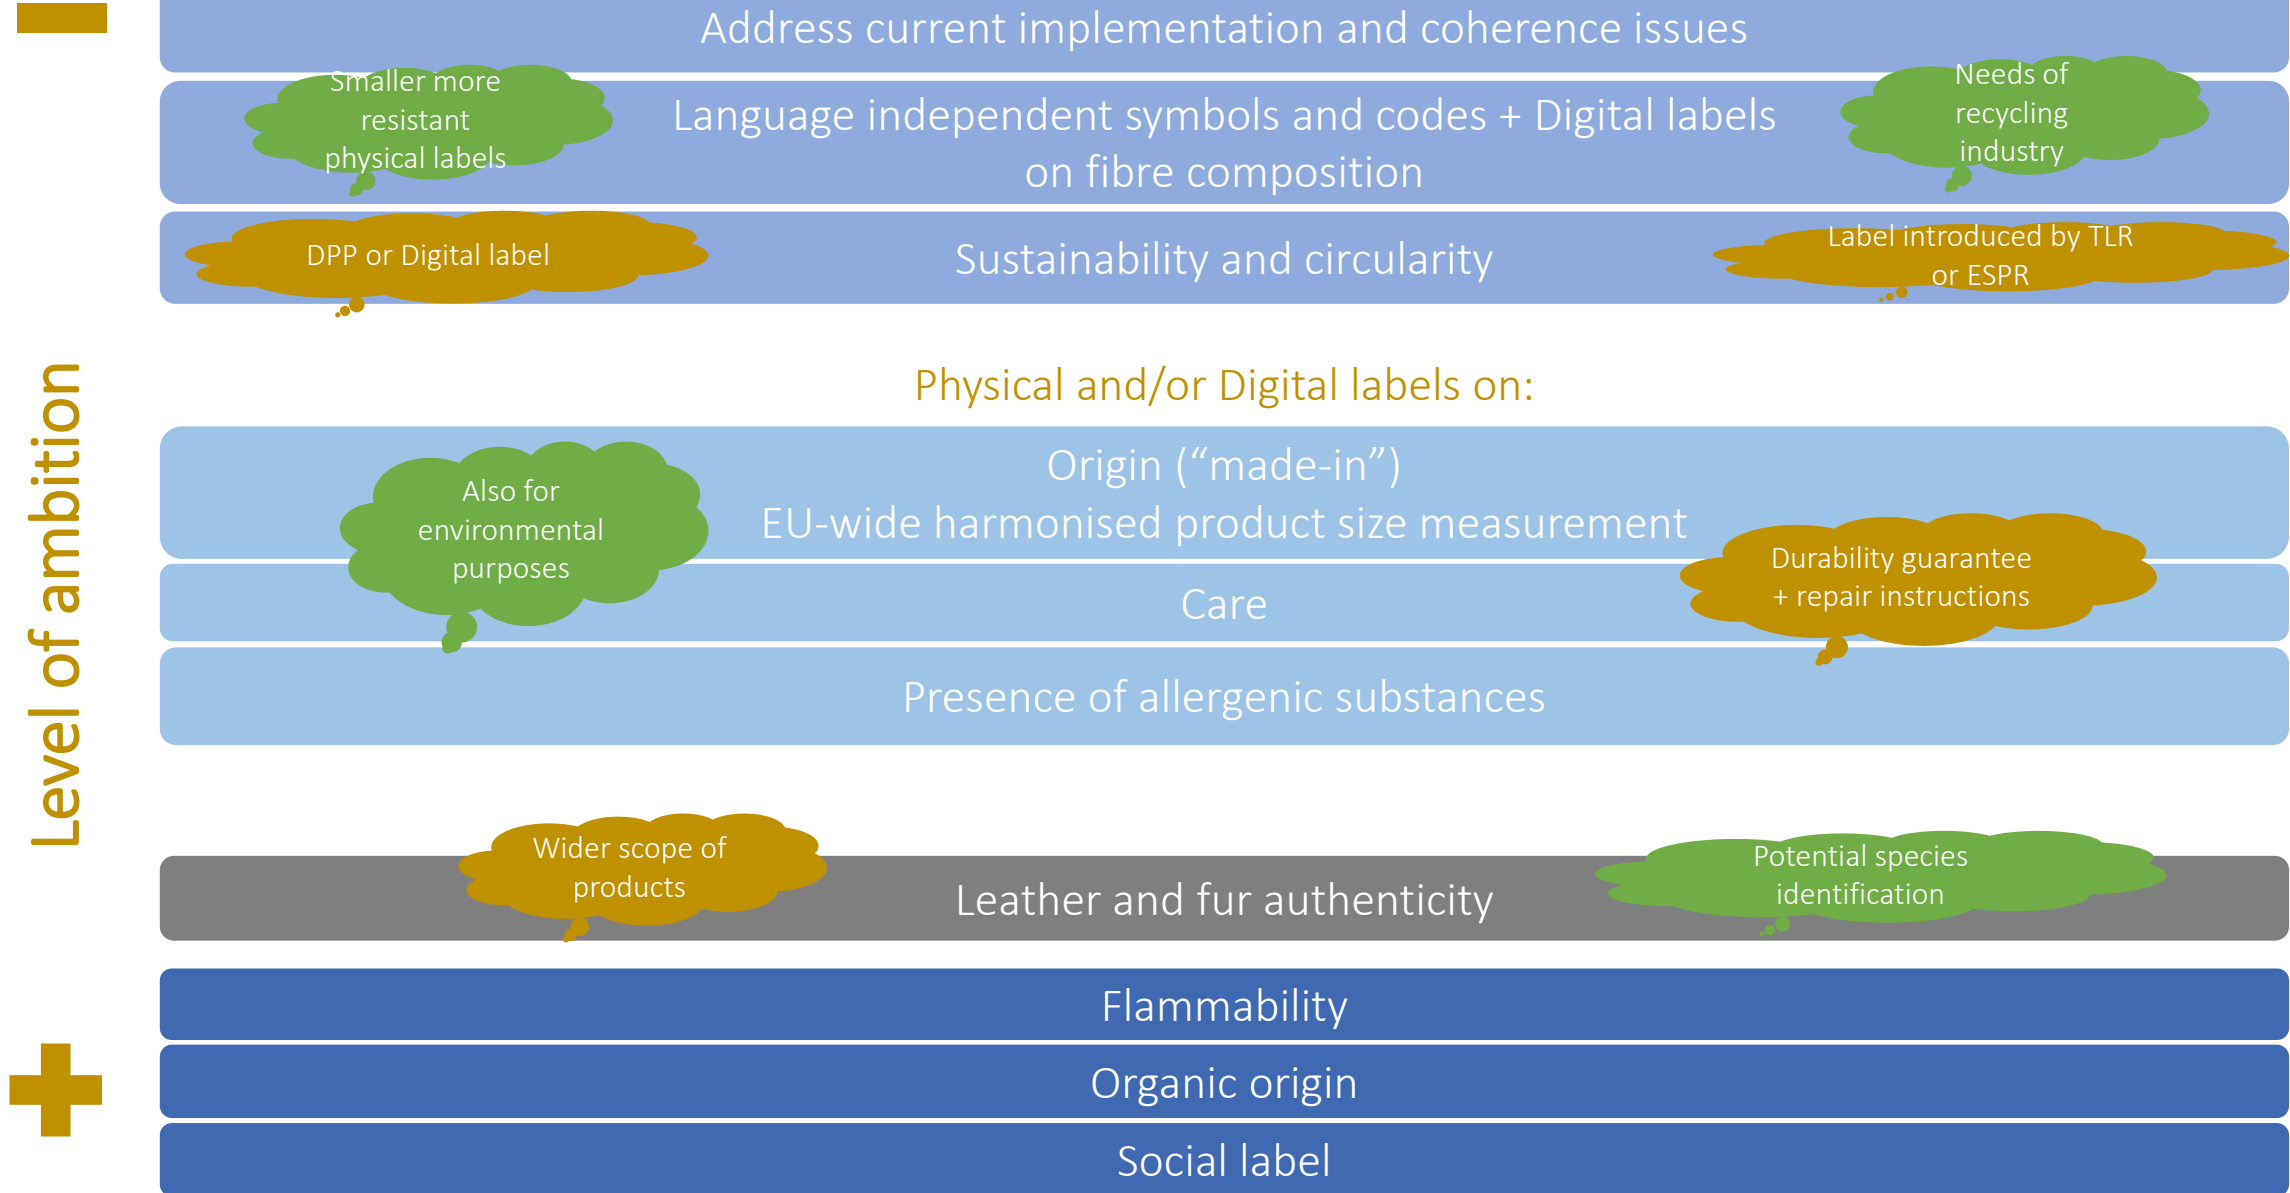 Address current implementation and coherence issues
Smaller more
resistant
physical labels
Language independent symbols and codes + Digital labels
on fibre composition
Needs of
recycling
industry
DPP or Digital label
Sustainability and circularity
Label introduced by TLR
or ESPR
Level of ambition
Physical and/or Digital labels on:
Origin (“made-in”)
EU-wide harmonised product size measurement
Also for
environmental
purposes
Durability guarantee
+ repair instructions
Care
Presence of allergenic substances
Wider scope of
products
Leather and fur authenticity
Potential species
identification
Flammability
Organic origin
Social label